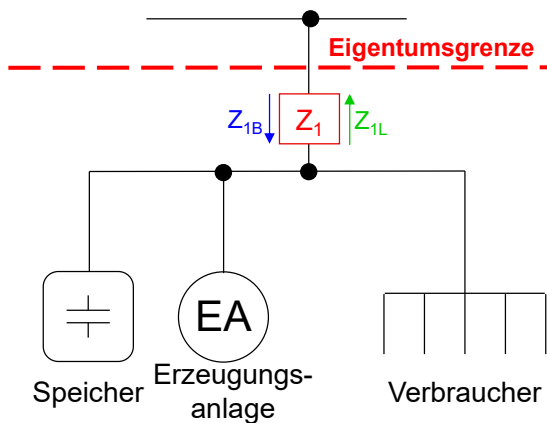 Eigentumsgrenze
Z1B Z1 Z1L
EA
Speicher
Erzeugungs-
anlage
Verbraucher